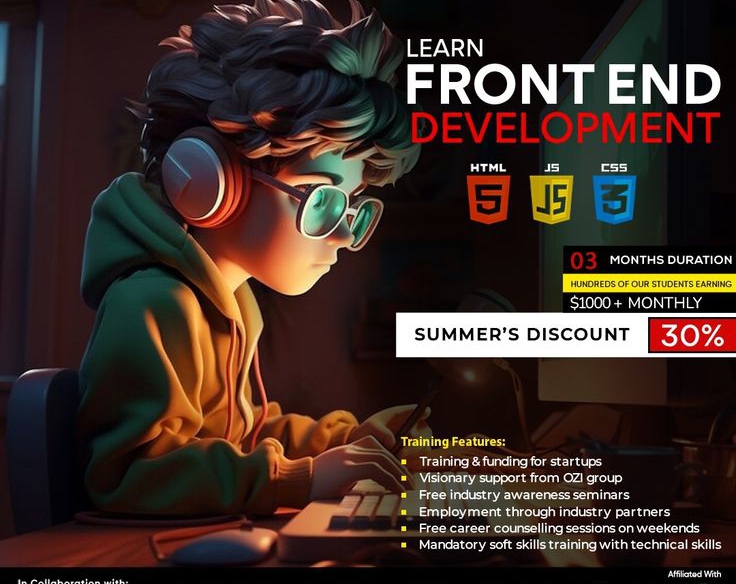 LEARN
FRONT END
DEVELOPMENT
HTML JS CSS
5 JS 3
03 MONTHS DURATION
HUNDREDS OF OUR STUDENTS EARNING
$1000+ MONTHLY
SUMMER'S DISCOUNT 30%
Training Features:
Training & funding for startups
Visionary support from OZI group
Free industry awareness seminars
Employment through industry partners
Free career counselling sessions on weekends
Mandatory soft skills training with technical skills
Affiliated With
In Collaboration with: